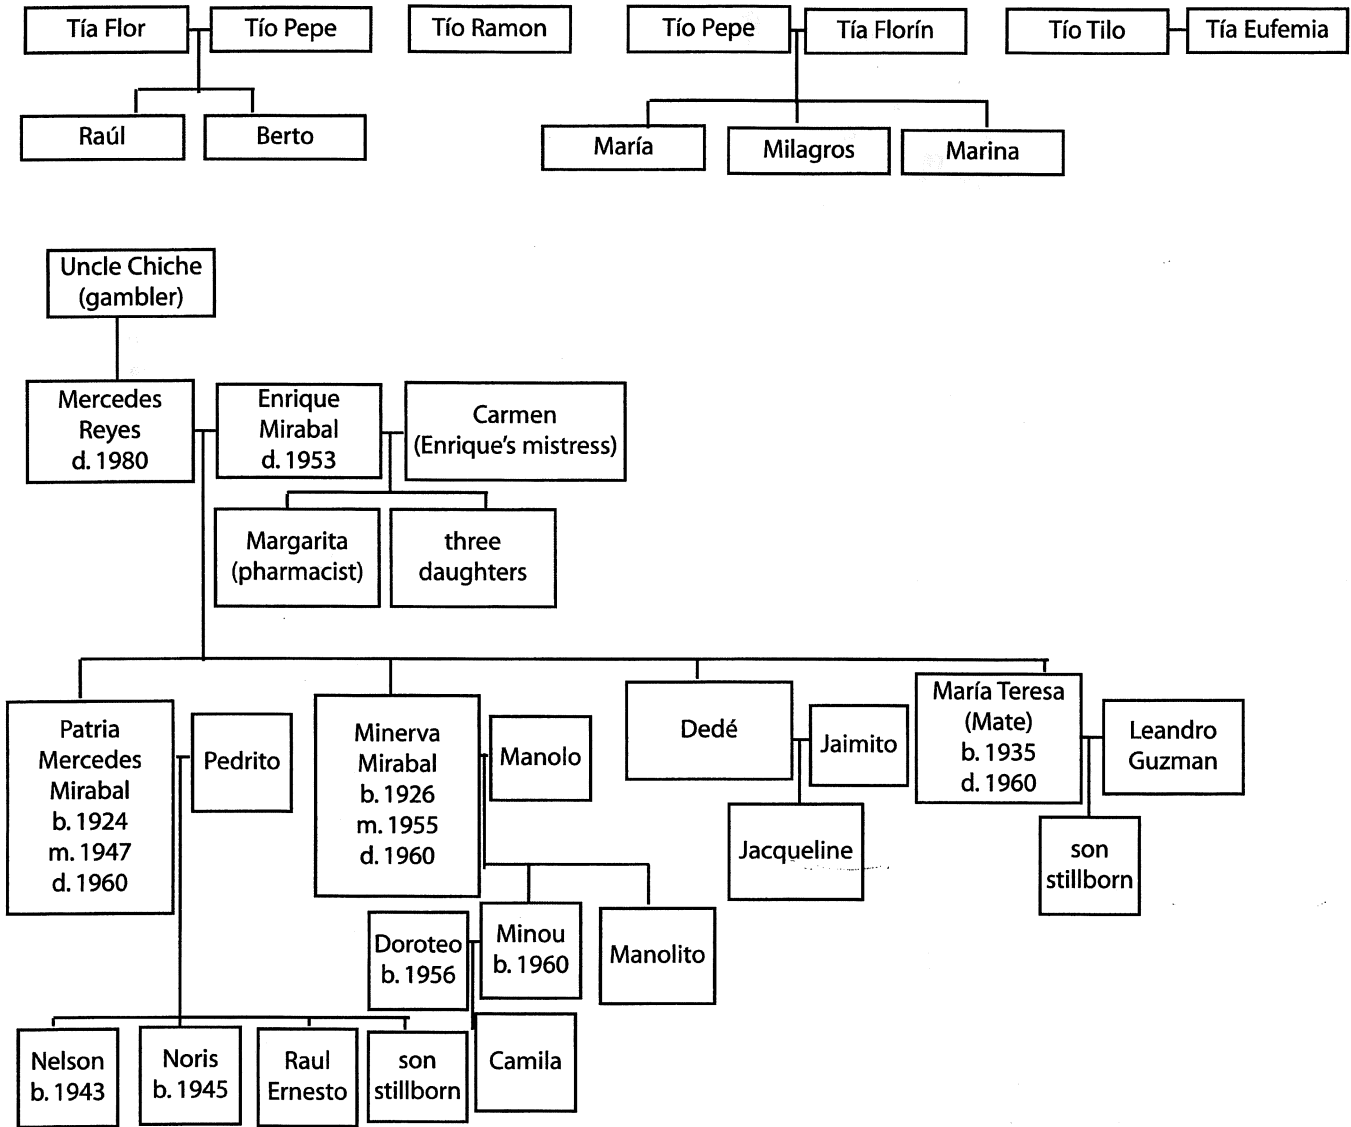 Tía Flor
Tío Pepe
Tío Ramon
Tío Pepe
Tía Florín
Tío Tilo
Tía Eufemia
Raúl
Berto
María
Milagros
Marina
Uncle Chiche
(gambler)
Mercedes
Reyes
d. 1980
Enrique
Mirabal
d. 1953
Carmen
(Enrique's mistress)
Margarita
(pharmacist)
three
daughters
Patria
Mercedes
Mirabal
b. 1924
m. 1947
d. 1960
Pedrito
Minerva
Mirabal
b. 1926
m. 1955
d. 1960
Manolo
Dedé
Jaimito
María Teresa
(Mate)
b. 1935
d. 1960
Leandro
Guzman
Jacqueline
son
stillborn
Doroteo
b. 1956
Minou
b. 1960
Manolito
Nelson
b. 1943
Noris
b. 1945
Raul
Ernesto
son
stillborn
Camila